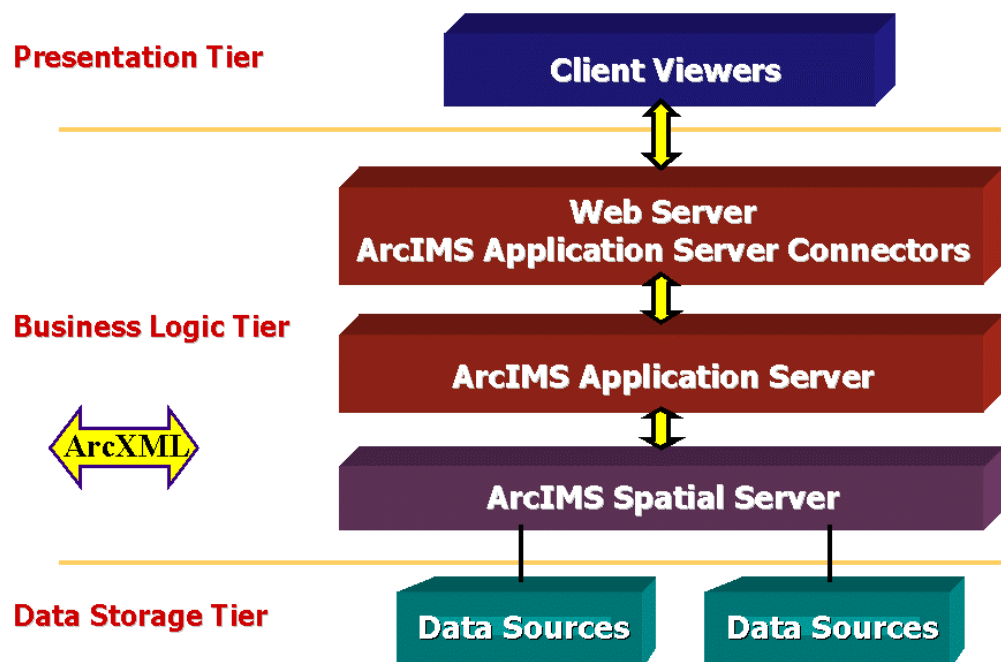 Presentation Tier
Client Viewers
Web Server
ArcIMS Application Server Connectors
Business Logic Tier
ArcIMS Application Server
ArcXML
ArcIMS Spatial Server
Data Storage Tier
Data Sources
Data Sources